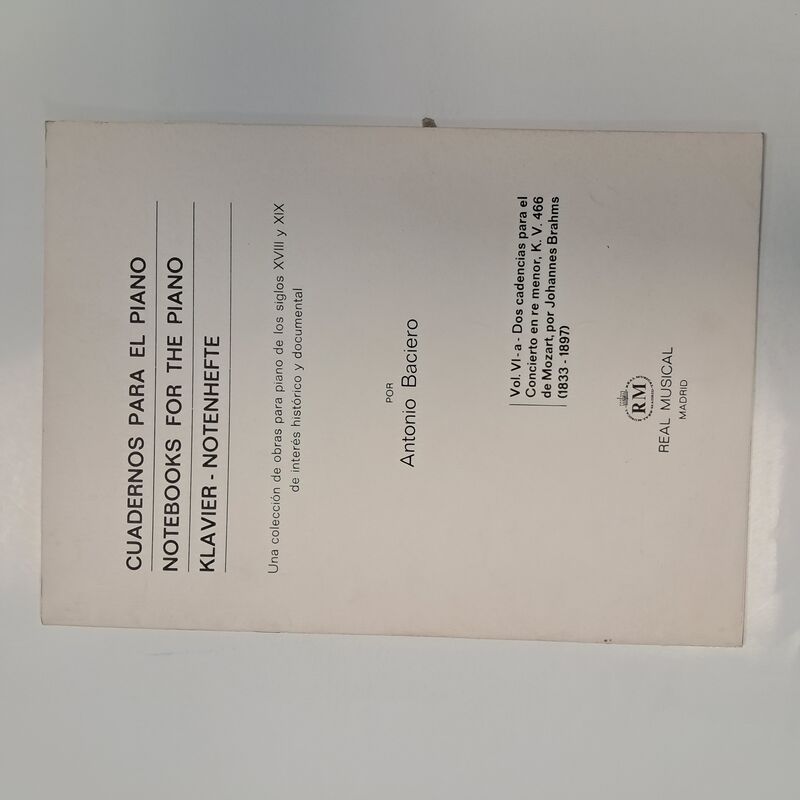 CUADERNOS PARA EL PIANO
NOTEBOOKS FOR THE PIANO
KLAVIER - NOTENHEFTE
Una colección de obras para piano de los siglos XVIII y XIX
de interés histórico y documental
POR
Antonio Baciero
Vol. VI - a - Dos cadencias para el
Concierto en re menor, K. V. 466
de Mozart, por Johannes Brahms
(1833 - 1897)
RM
REAL MUSICAL
MADRID